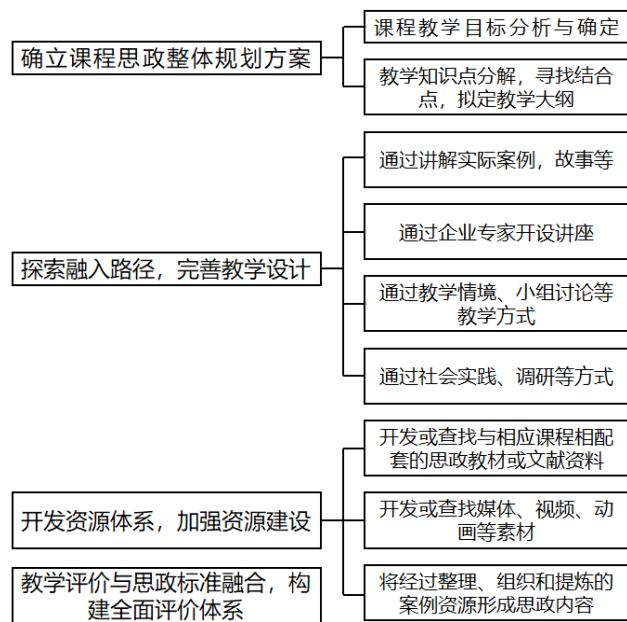 确立课程思政整体规划方案
课程教学目标分析与确定
教学知识点分解，寻找结合
点，拟定教学大纲
探索融入路径，完善教学设计
通过讲解实际案例，故事等
通过企业专家开设讲座
通过教学情境、小组讨论等
教学方式
通过社会实践、调研等方式
开发资源体系，加强资源建设
开发或查找与相应课程相配
套的思政教材或文献资料
开发或查找媒体、视频、动
画等素材
将经过整理、组织和提炼的
案例资源形成思政内容
教学评价与思政标准融合，构
建全面评价体系